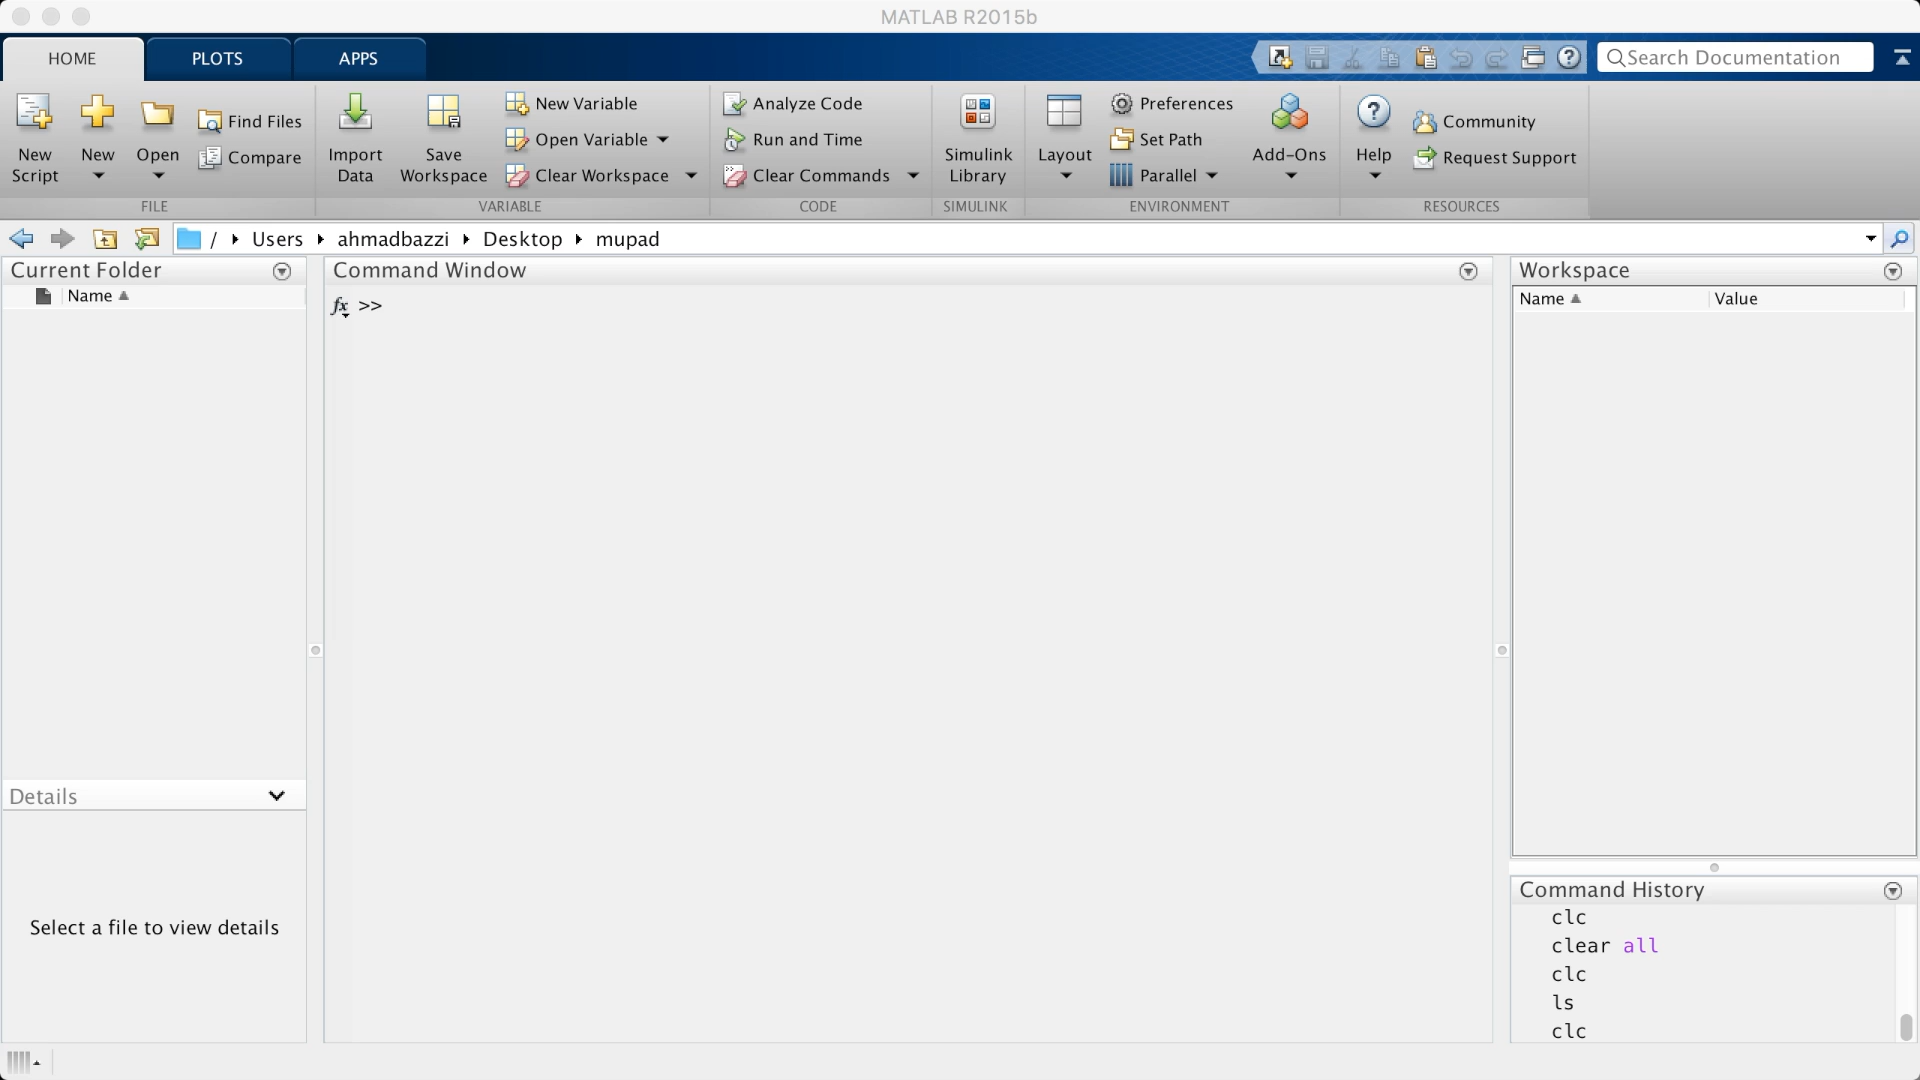 MATLAB R2015b
HOME
PLOTS
APPS
Search Documentation
New Script
New
Open
Find Files
Compare
FILE
Import Data
Save Workspace
New Variable
Open Variable
Clear Workspace
VARIABLE
Analyze Code
Run and Time
Clear Commands
CODE
Simulink Library
SIMULINK
Layout
Preferences
Set Path
Parallel
Add-Ons
ENVIRONMENT
Help
Community
Request Support
RESOURCES
/ Users ahmadbazzi Desktop mupad
Current Folder
Name
Details
Select a file to view details
Command Window
fx >>
Workspace
Name Value
Command History
clc
clear all
clc
ls
clc